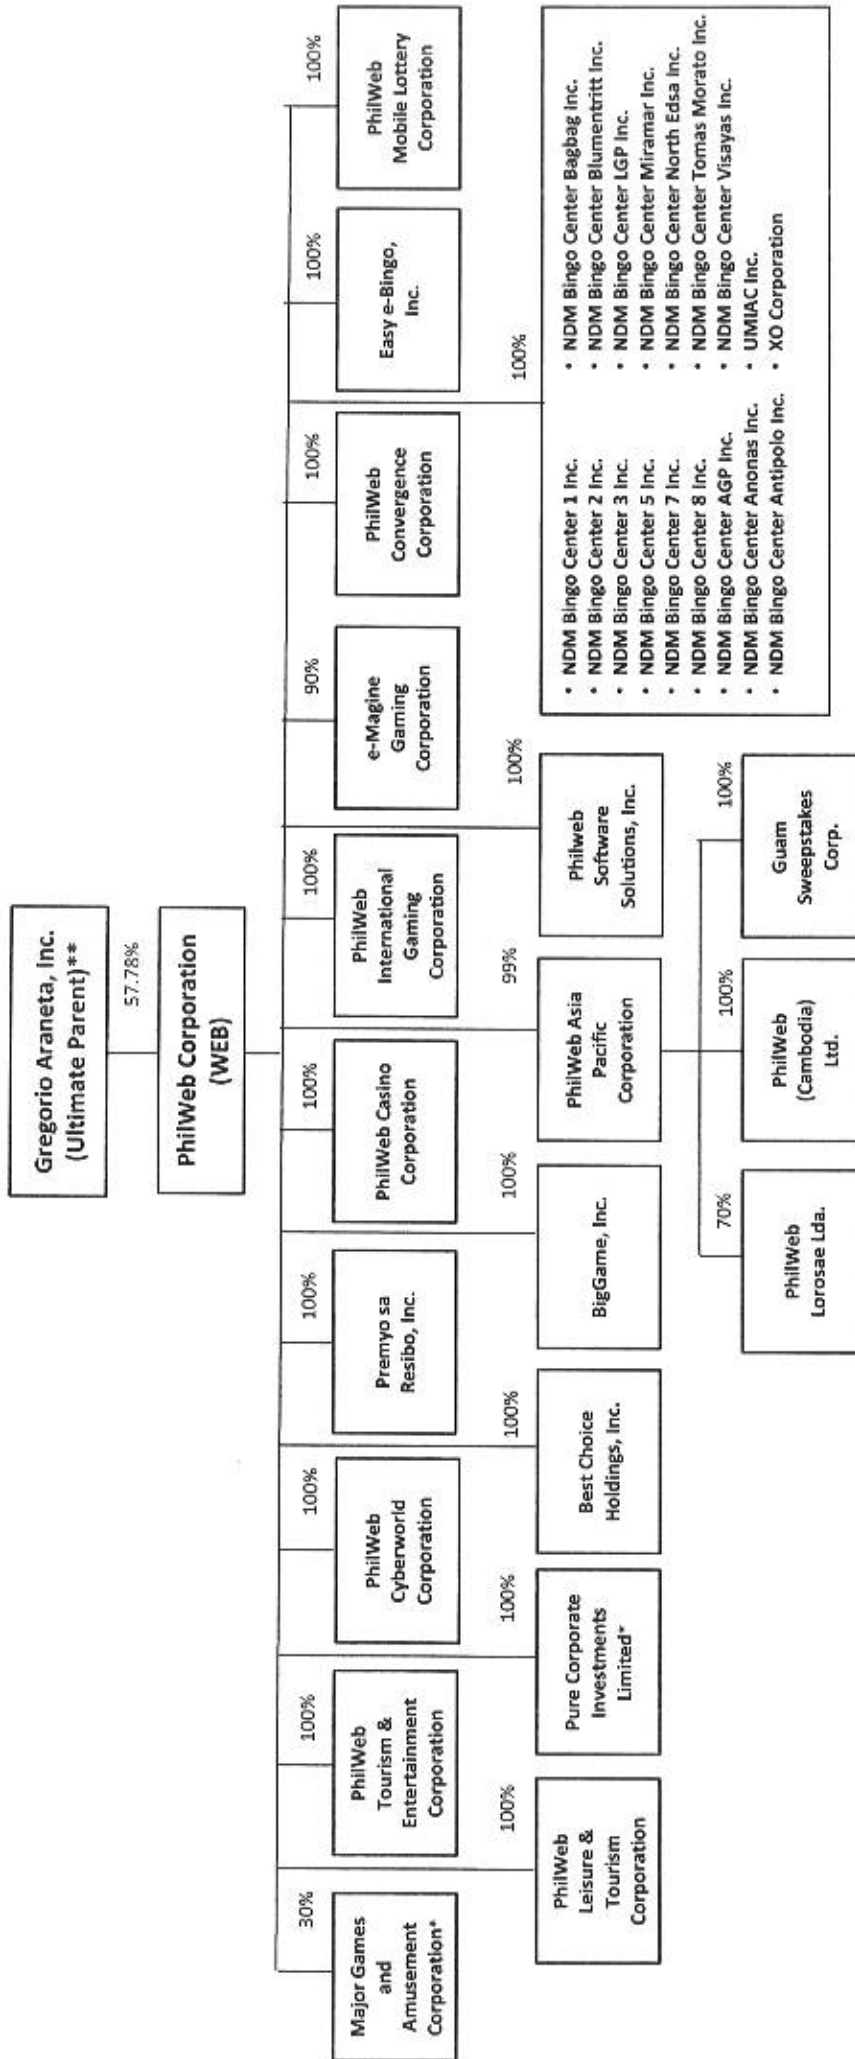 Gregorio Araneta, Inc.
(Ultimate Parent)**
57.78%
PhilWeb Corporation
(WEB)
30%
Major Games
and
Amusement
Corporation*
100%
PhilWeb
Tourism &
Entertainment
Corporation
100%
PhilWeb
Cyberworld
Corporation
100%
Premyo sa
Resibo, Inc.
100%
PhilWeb Casino
Corporation
100%
PhilWeb
International
Gaming
Corporation
90%
e-Magine
Gaming
Corporation
100%
PhilWeb
Convergence
Corporation
100%
Easy e-Bingo,
Inc.
100%
PhilWeb
Mobile Lottery
Corporation
100%
PhilWeb
Leisure &
Tourism
Corporation
100%
Pure Corporate
Investments
Limited*
100%
Best Choice
Holdings, Inc.
100%
BigGame, Inc.
99%
PhilWeb Asia
Pacific
Corporation
100%
Philweb
Software
Solutions, Inc.
100%
• NDM Bingo Center 1 Inc.
• NDM Bingo Center 2 Inc.
• NDM Bingo Center 3 Inc.
• NDM Bingo Center 5 Inc.
• NDM Bingo Center 7 Inc.
• NDM Bingo Center 8 Inc.
• NDM Bingo Center AGP Inc.
• NDM Bingo Center Anonas Inc.
• NDM Bingo Center Antipolo Inc.
• NDM Bingo Center Bagbag Inc.
• NDM Bingo Center Blumentritt Inc.
• NDM Bingo Center LGP Inc.
• NDM Bingo Center Miramar Inc.
• NDM Bingo Center North Edsa Inc.
• NDM Bingo Center Tomas Morato Inc.
• NDM Bingo Center Visayas Inc.
• UMIAC Inc.
• XO Corporation
70%
PhilWeb
Lorosae Lda.
100%
PhilWeb
(Cambodia)
Ltd.
100%
Guam
Sweepstakes
Corp.